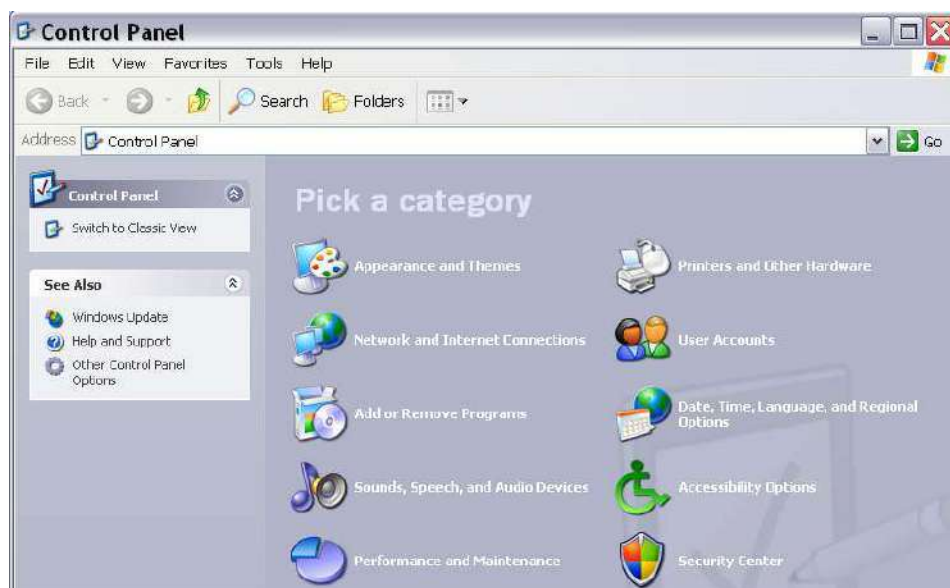 Control Panel
File Edit View Favorites Tools Help
Back Search Folders
Address Control Panel Go
Control Panel
Switch to Classic View
See Also
Windows Update
Help and Support
Other Control Panel
Options
Pick a category
Appearance and Themes
Printers and Other Hardware
Network and Internet Connections
User Accounts
Add or Remove Programs
Date, Time, Language, and Regional
Options
Sounds, Speech, and Audio Devices
Accessibility Options
Performance and Maintenance
Security Center